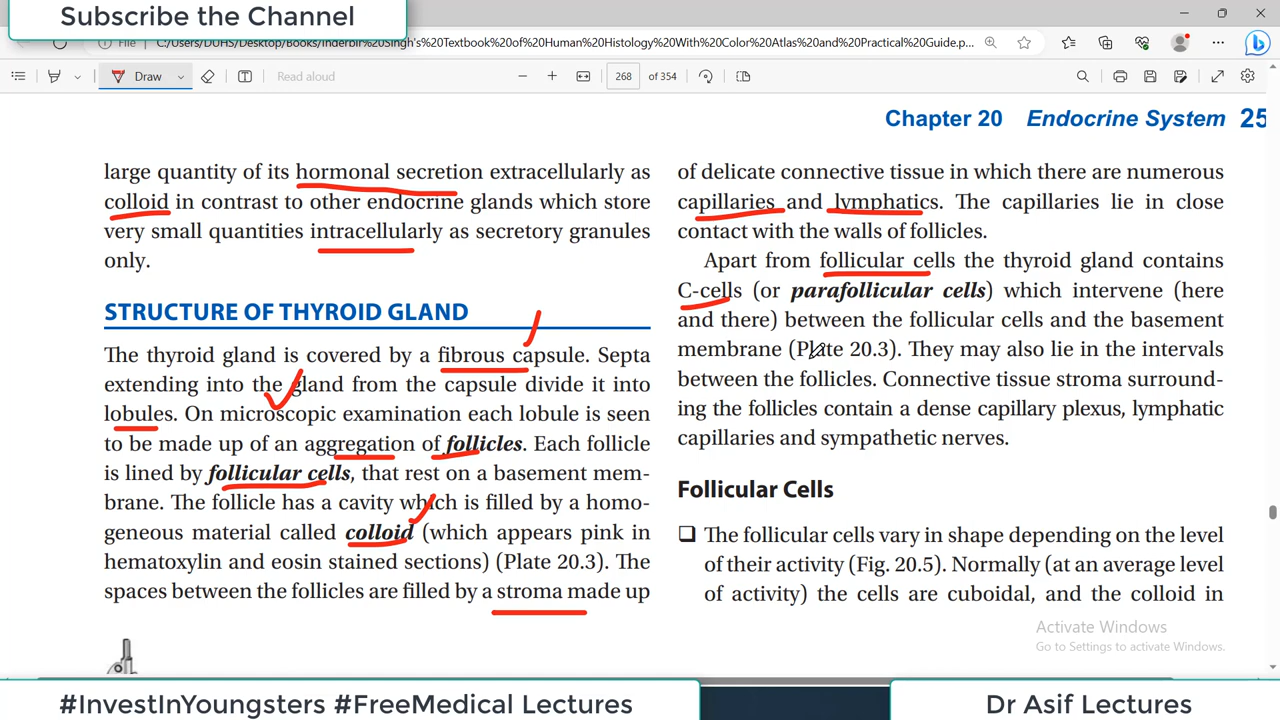 Subscribe the Channel
File
C:/Users/DUHS/Desktop/Books/Inderbir%20Singh's%20Textbook%20of%20Human%20Histology%20With%20Color%20Atlas%20and%20Practical%20Guide.p...
Draw
Read aloud
268 of 354
Chapter 20 Endocrine System 25
large quantity of its hormonal secretion extracellularly as
colloid in contrast to other endocrine glands which store
very small quantities intracellularly as secretory granules
only.
STRUCTURE OF THYROID GLAND
The thyroid gland is covered by a fibrous capsule. Septa
extending into the gland from the capsule divide it into
lobules. On microscopic examination each lobule is seen
to be made up of an aggregation of follicles. Each follicle
is lined by follicular cells, that rest on a basement mem-
brane. The follicle has a cavity which is filled by a homo-
geneous material called colloid (which appears pink in
hematoxylin and eosin stained sections) (Plate 20.3). The
spaces between the follicles are filled by a stroma made up
of delicate connective tissue in which there are numerous
capillaries and lymphatics. The capillaries lie in close
contact with the walls of follicles.
Apart from follicular cells the thyroid gland contains
C-cells (or parafollicular cells) which intervene (here
and there) between the follicular cells and the basement
membrane (Plate 20.3). They may also lie in the intervals
between the follicles. Connective tissue stroma surround-
ing the follicles contain a dense capillary plexus, lymphatic
capillaries and sympathetic nerves.
Follicular Cells
❑ The follicular cells vary in shape depending on the level
of their activity (Fig. 20.5). Normally (at an average level
of activity) the cells are cuboidal, and the colloid in
Activate Windows
Go to Settings to activate Windows.
#InvestInYoungsters #FreeMedical Lectures
Dr Asif Lectures